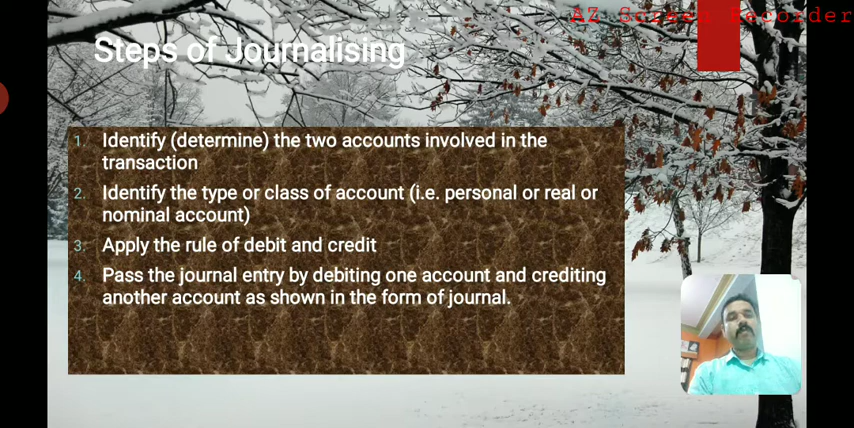 AZ Screen Recorder
Steps of Journalising
1. Identify (determine) the two accounts involved in the
transaction
2. Identify the type or class of account (i.e. personal or real or
nominal account)
3. Apply the rule of debit and credit
4. Pass the journal entry by debiting one account and crediting
another account as shown in the form of journal.